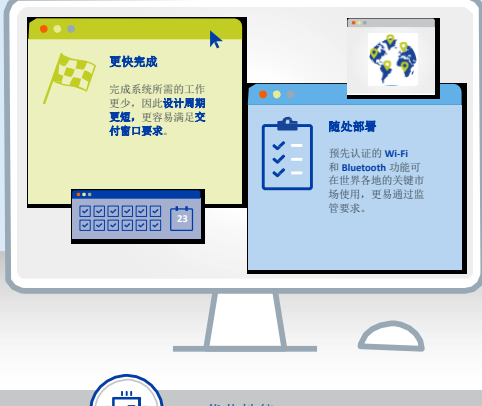 更快完成
完成系统所需的工作
更少，因此设计周期
更短，更容易满足交
付窗口要求。
23
随处部署
预先认证的 Wi-Fi
和 Bluetooth 功能可
在世界各地的关键市
场使用，更易通过监
管要求。